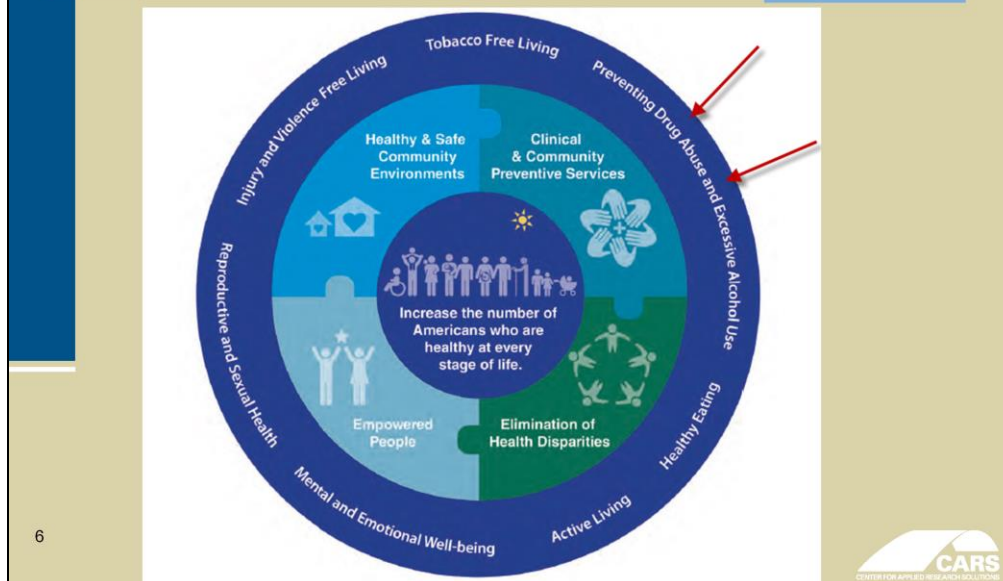 Tobacco Free Living
Preventing Drug Abuse and Excessive Alcohol Use
Healthy Eating
Active Living
Mental and Emotional Well-being
Reproductive and Sexual Health
Injury and Violence Free Living
Healthy & Safe
Community
Environments
Clinical
& Community
Preventive Services
Increase the number of
Americans who are
healthy at every
stage of life.
Empowered
People
Elimination of
Health Disparities
6
CARS
CENTER FOR APPLIED RESEARCH SOLUTIONS